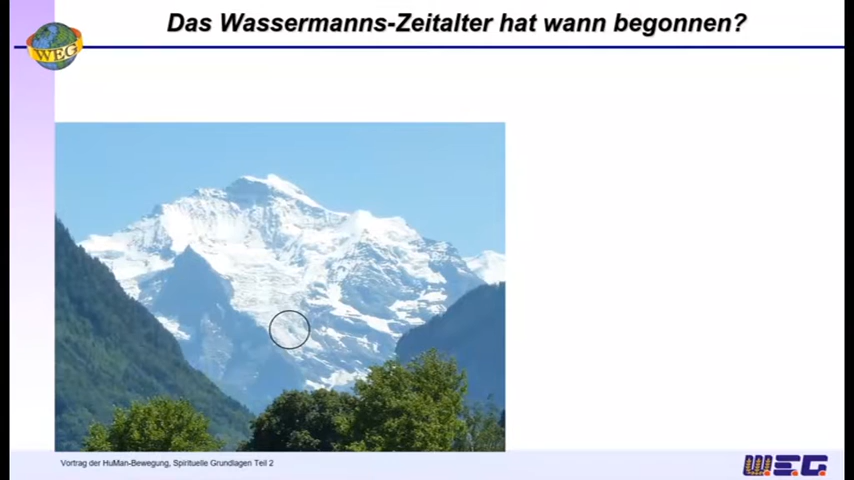 Das Wassermanns-Zeitalter hat wann begonnen?
WEG
Vortrag der HuMan-Bewegung, Spirituelle Grundlagen Teil 2
WEG